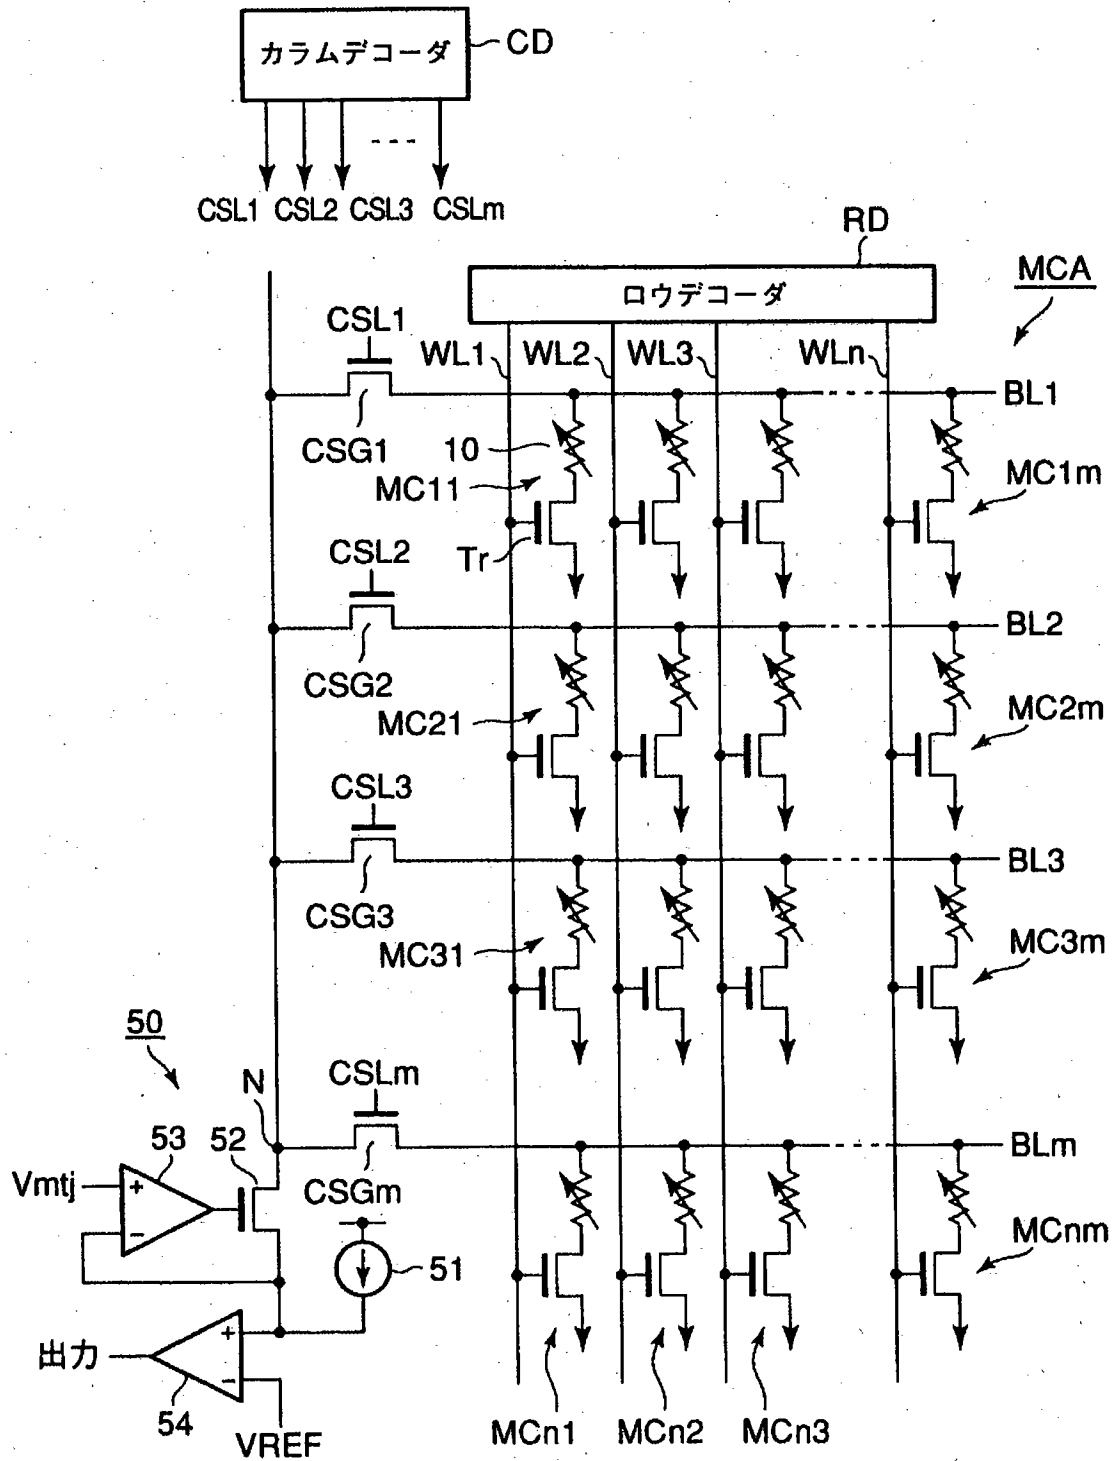 カラムデコーダ CD
CSL1 CSL2 CSL3 CSLm
RD
ロウデコーダ
MCA
CSL1
WL1 WL2 WL3 WLn
BL1
CSG1
10
MC11
MC1m
Tr
CSL2
BL2
CSG2
MC21
MC2m
CSL3
BL3
CSG3
MC31
MC3m
50
N
CSLm
BLm
53 52
Vmtj
+
−
CSGm
MCnm
51
出力
+
−
54
VREF
MCn1 MCn2 MCn3